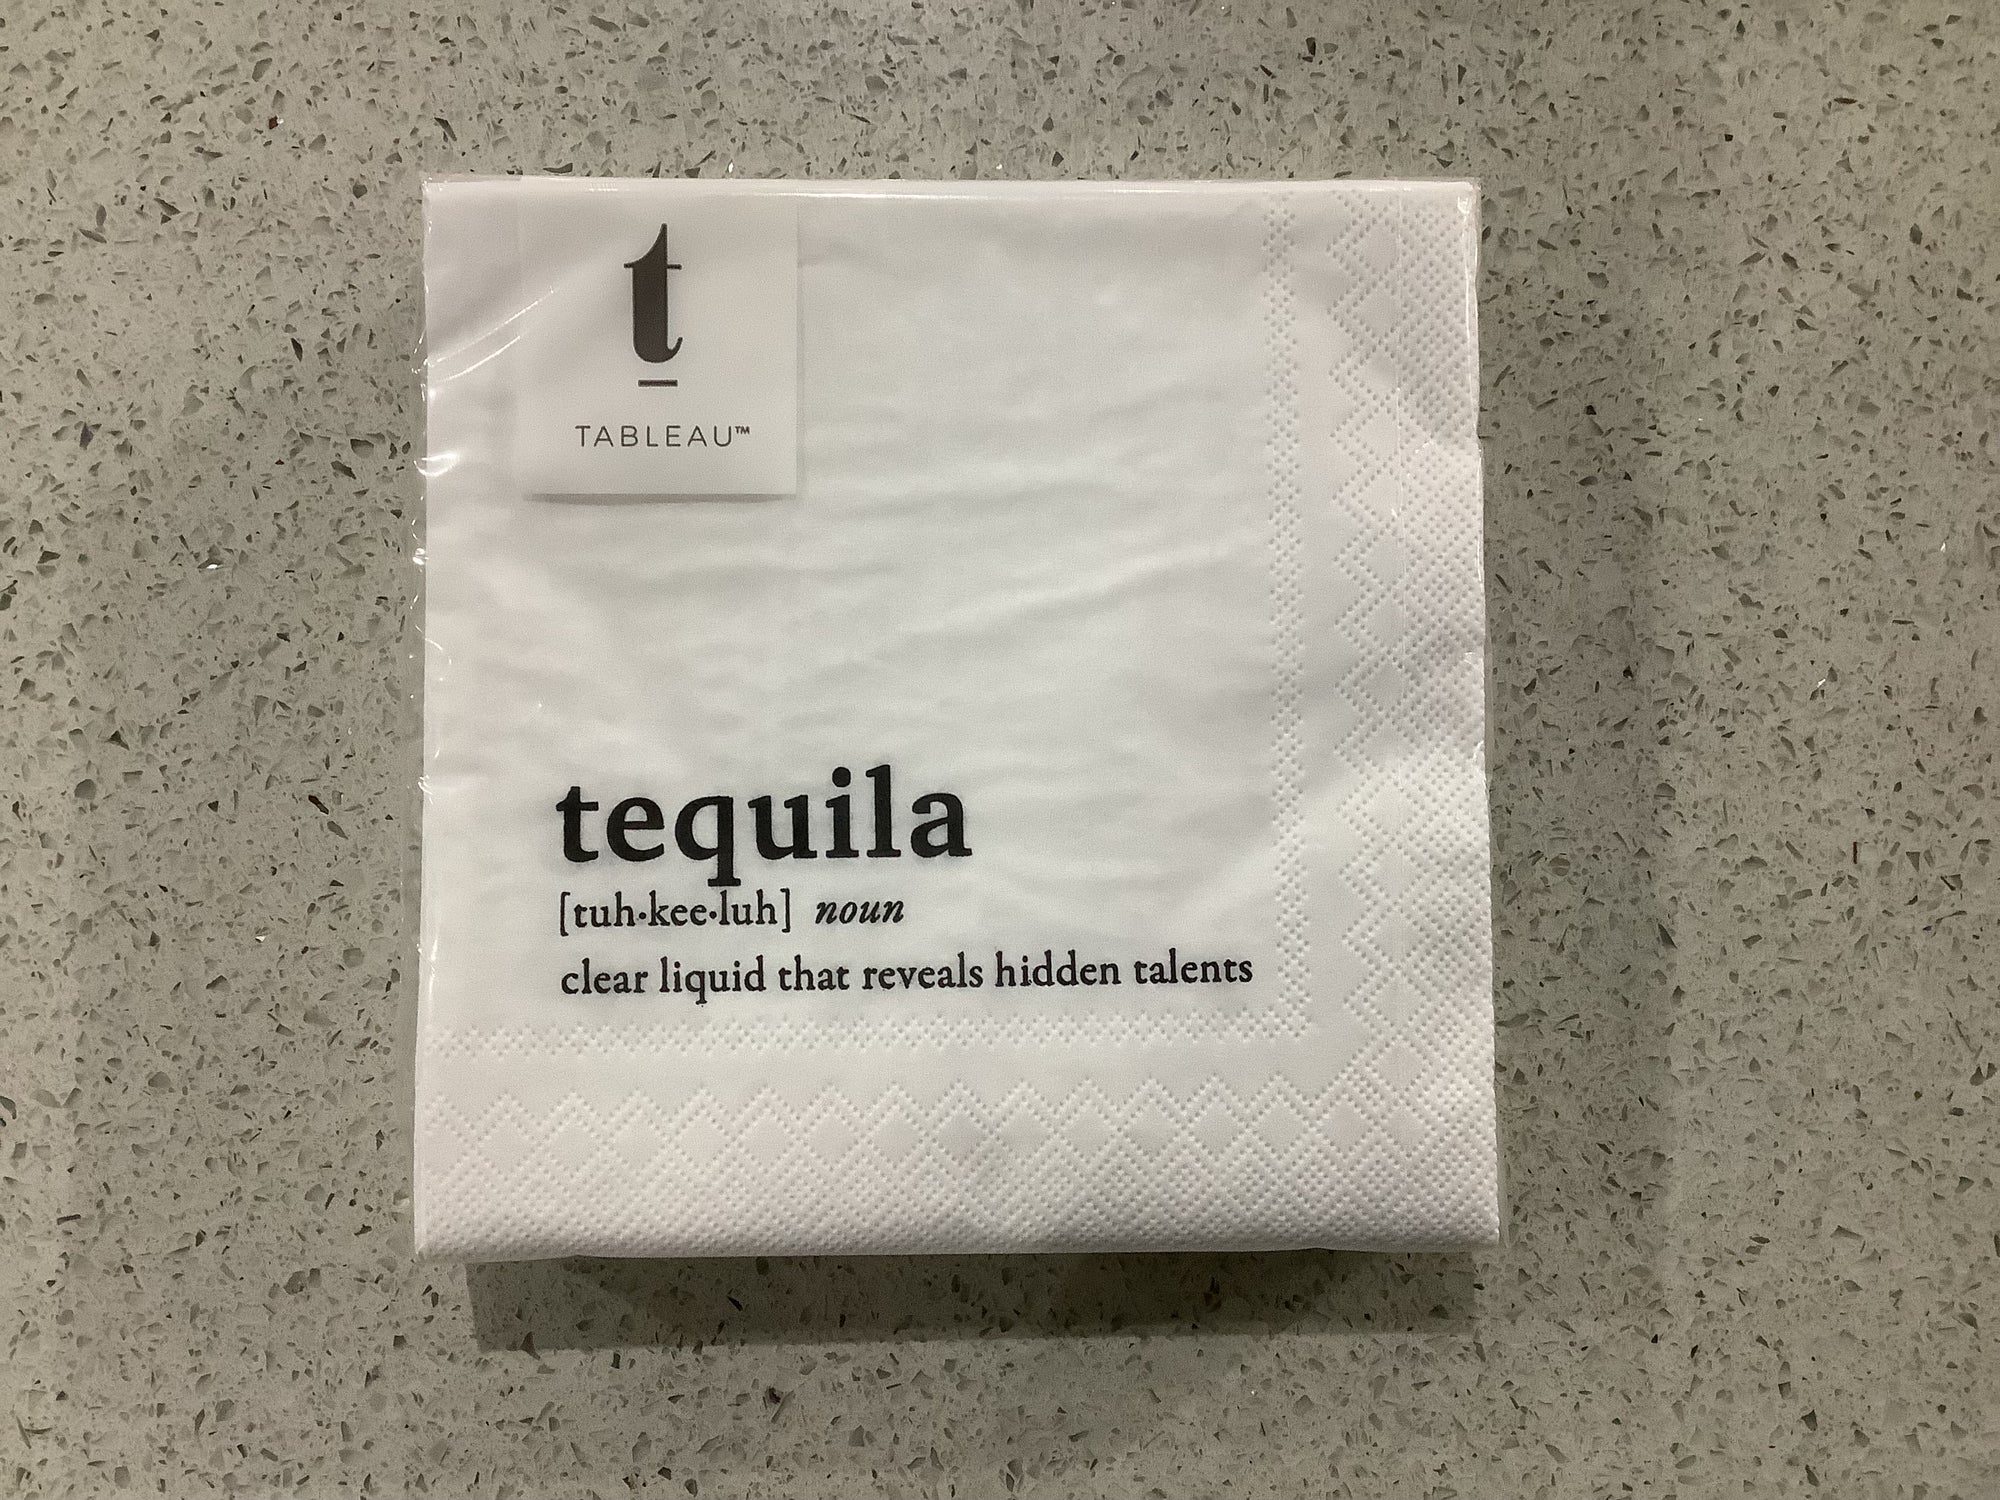 t
TABLEAU™
tequila
[tuh·kee·luh] noun
clear liquid that reveals hidden talents